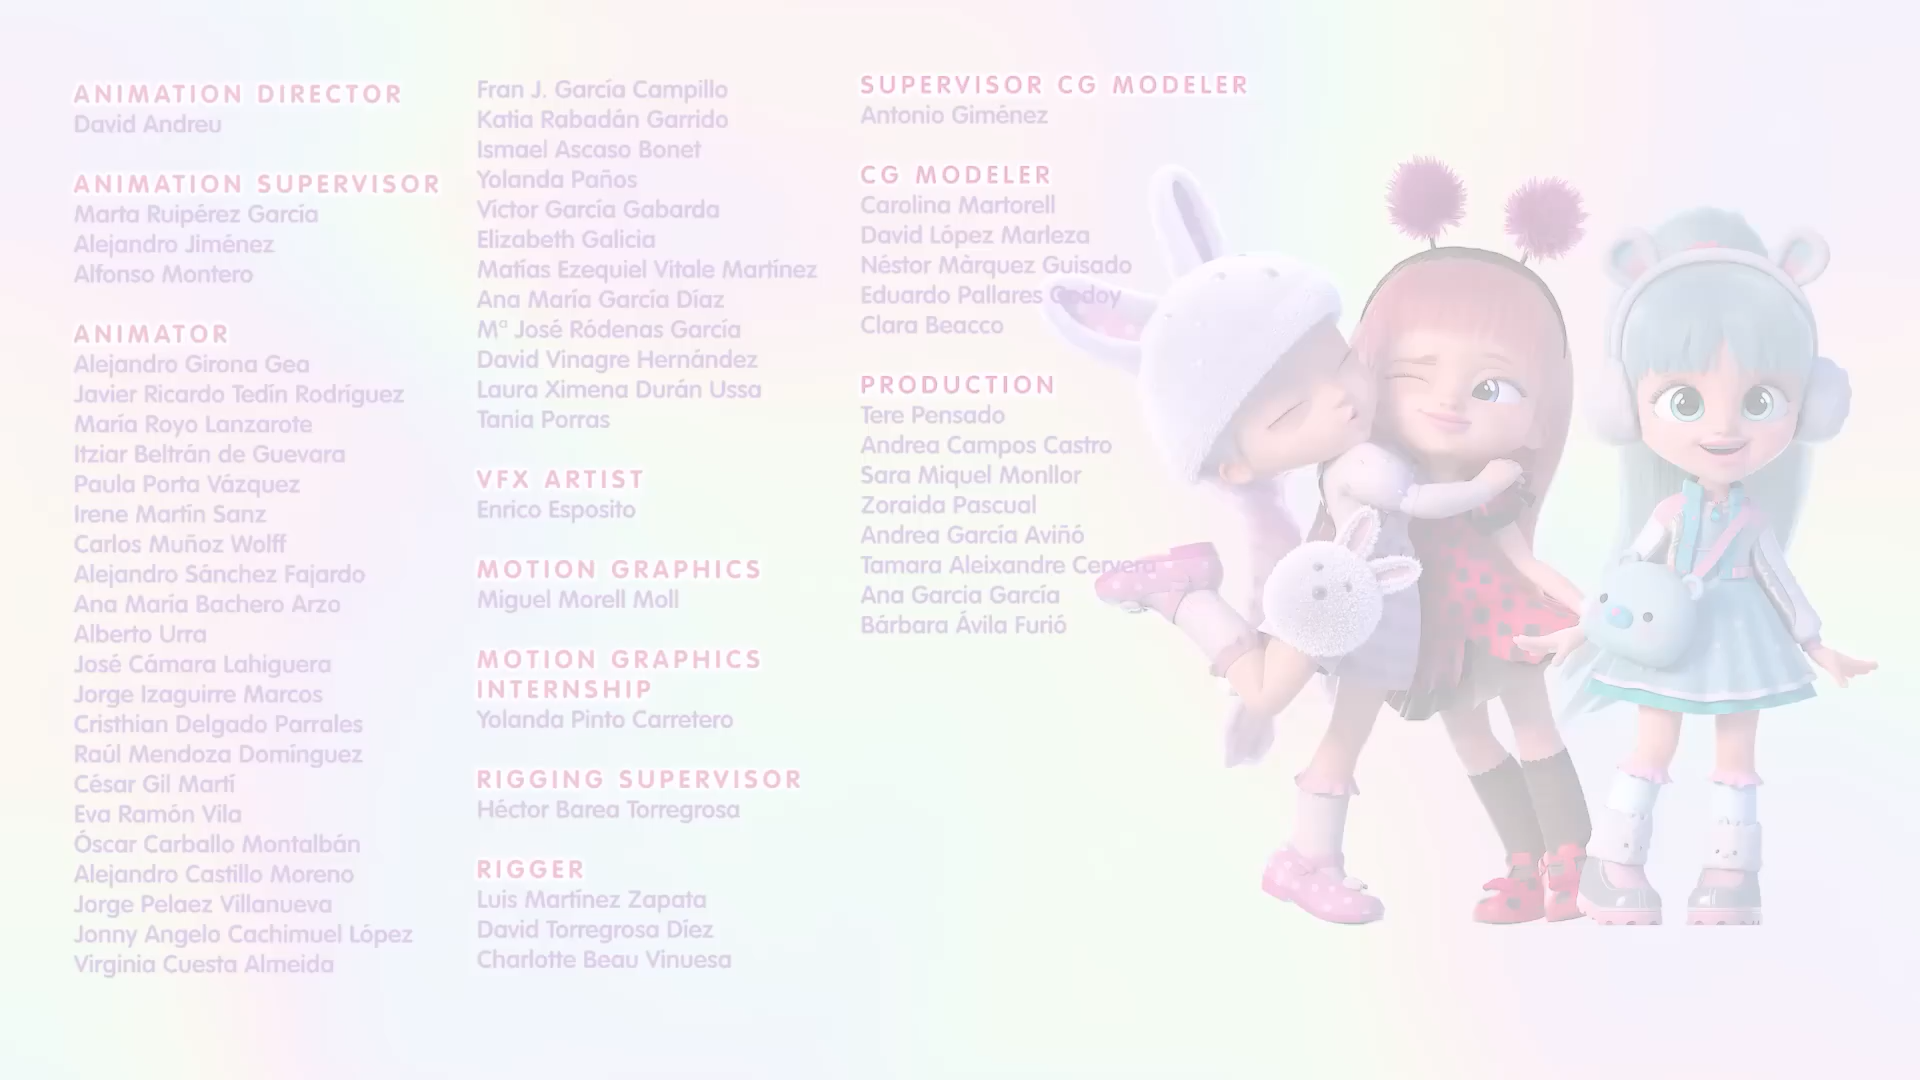 ANIMATION DIRECTOR
David Andreu
ANIMATION SUPERVISOR
Marta Ruipérez García
Alejandro Jiménez
Alfonso Montero
ANIMATOR
Alejandro Girona Gea
Javier Ricardo Tedín Rodríguez
María Royo Lanzarote
Itziar Beltrán de Guevara
Paula Porta Vázquez
Irene Martín Sanz
Carlos Muñoz Wolff
Alejandro Sánchez Fajardo
Ana María Bachero Arzo
Alberto Urra
José Cámara Lahiguera
Jorge Izaguirre Marcos
Cristhian Delgado Parrales
Raúl Mendoza Domínguez
César Gil Martí
Eva Ramón Vila
Óscar Carballo Montalbán
Alejandro Castillo Moreno
Jorge Pelaez Villanueva
Jonny Angelo Cachimuel López
Virginia Cuesta Almeida
Fran J. García Campillo
Katia Rabadán Garrido
Ismael Ascaso Bonet
Yolanda Paños
Víctor García Gabarda
Elizabeth Galicia
Matías Ezequiel Vitale Martínez
Ana María García Díaz
Mª José Ródenas García
David Vinagre Hernández
Laura Ximena Durán Ussa
Tania Porras
VFX ARTIST
Enrico Esposito
MOTION GRAPHICS
Miguel Morell Moll
MOTION GRAPHICS
INTERNSHIP
Yolanda Pinto Carretero
RIGGING SUPERVISOR
Héctor Barea Torregrosa
RIGGER
Luis Martínez Zapata
David Torregrosa Díez
Charlotte Beau Vinuesa
SUPERVISOR CG MODELER
Antonio Giménez
CG MODELER
Carolina Martorell
David López Marleza
Néstor Màrquez Guisado
Eduardo Pallares Godoy
Clara Beacco
PRODUCTION
Tere Pensado
Andrea Campos Castro
Sara Miquel Monllor
Zoraida Pascual
Andrea García Aviñó
Tamara Aleixandre Cervera
Ana Garcia García
Bárbara Ávila Furió